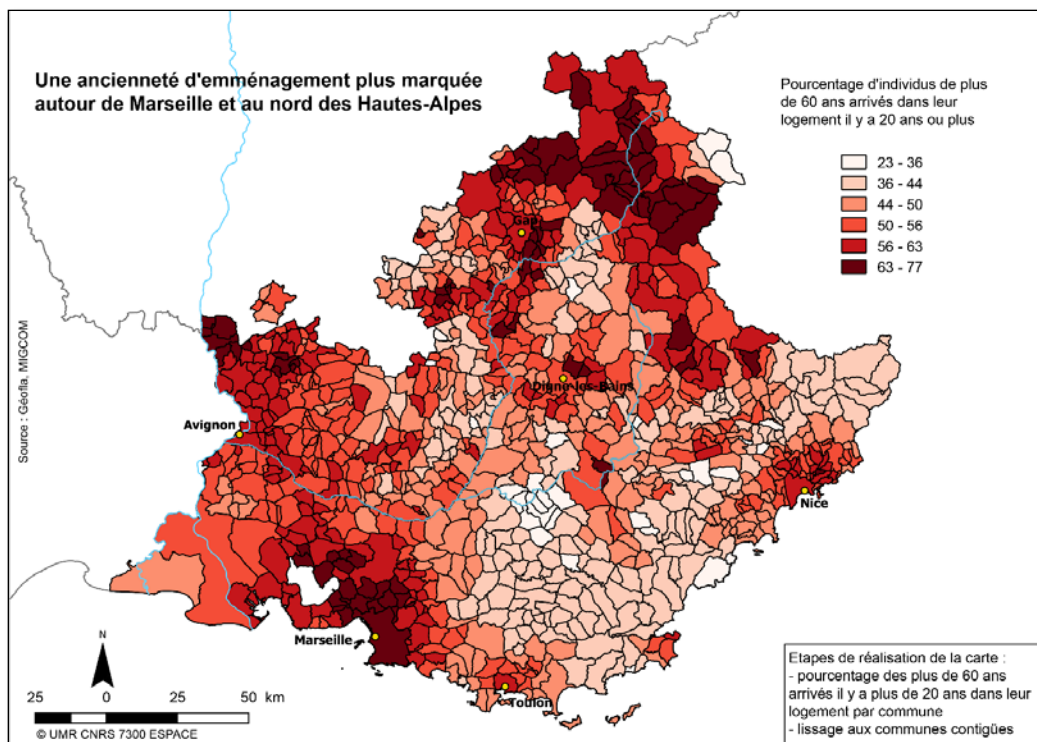 Une ancienneté d'emménagement plus marquée
autour de Marseille et au nord des Hautes-Alpes
Pourcentage d'individus de plus
de 60 ans arrivés dans leur
logement il y a 20 ans ou plus
23 - 36
36 - 44
44 - 50
50 - 56
56 - 63
63 - 77
Gap
Digne-les-Bains
Avignon
Nice
Marseille
Toulon
Source : Géofla, MIGCOM
N
25 0 25 50 km
© UMR CNRS 7300 ESPACE
Etapes de réalisation de la carte :
- pourcentage des plus de 60 ans
arrivés il y a plus de 20 ans dans leur
logement par commune
- lissage aux communes contigües